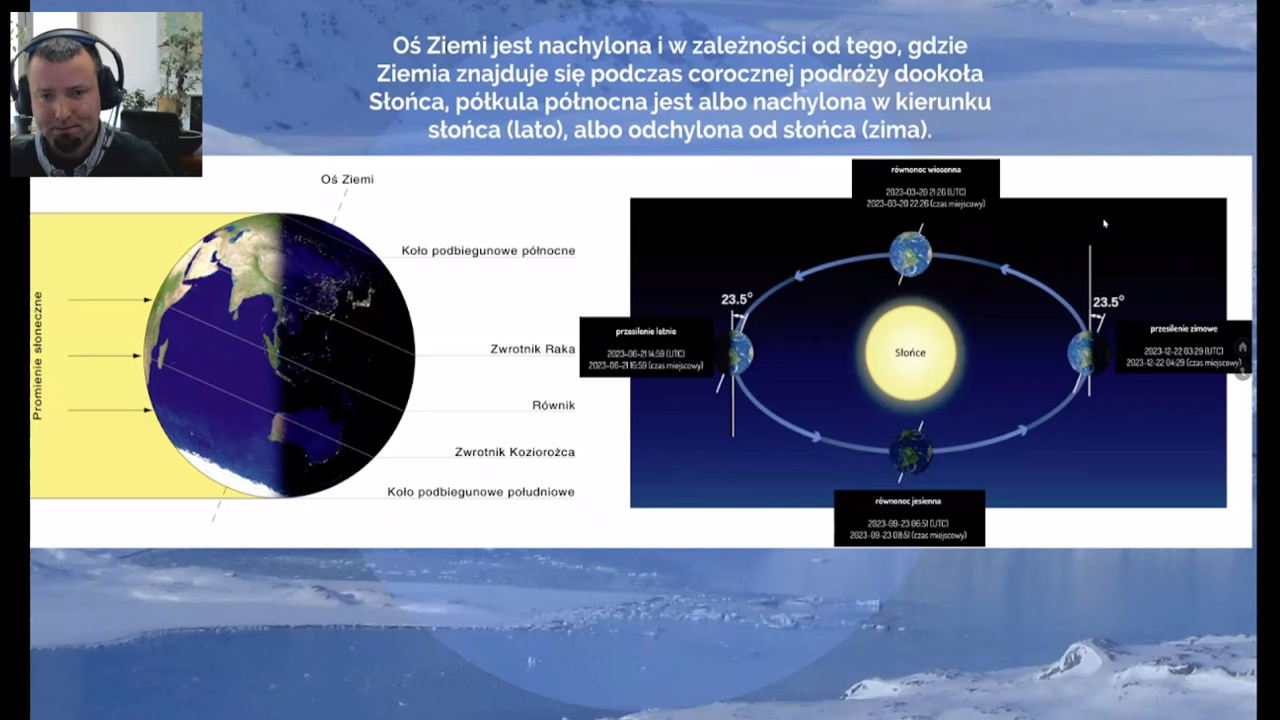 Oś Ziemi jest nachylona i w zależności od tego, gdzie
Ziemia znajduje się podczas corocznej podróży dookoła
Słońca, półkula północna jest albo nachylona w kierunku
słońca (lato), albo odchylona od słońca (zima).
Oś Ziemi
Koło podbiegunowe północne
Promienie słoneczne
Zwrotnik Raka
Równik
Zwrotnik Koziorożca
Koło podbiegunowe południowe
równonoc wiosenna
2023-03-20 21:26 (UTC)
2023-03-20 22:26 (czas miejscowy)
23.5°
23.5°
przesilenie letnie
2023-06-21 14:59 (UTC)
2023-06-21 16:59 (czas miejscowy)
Słońce
przesilenie zimowe
2023-12-22 03:29 (UTC)
2023-12-22 04:29 (czas miejscowy)
równonoc jesienna
2023-09-23 06:51 (UTC)
2023-09-23 08:51 (czas miejscowy)